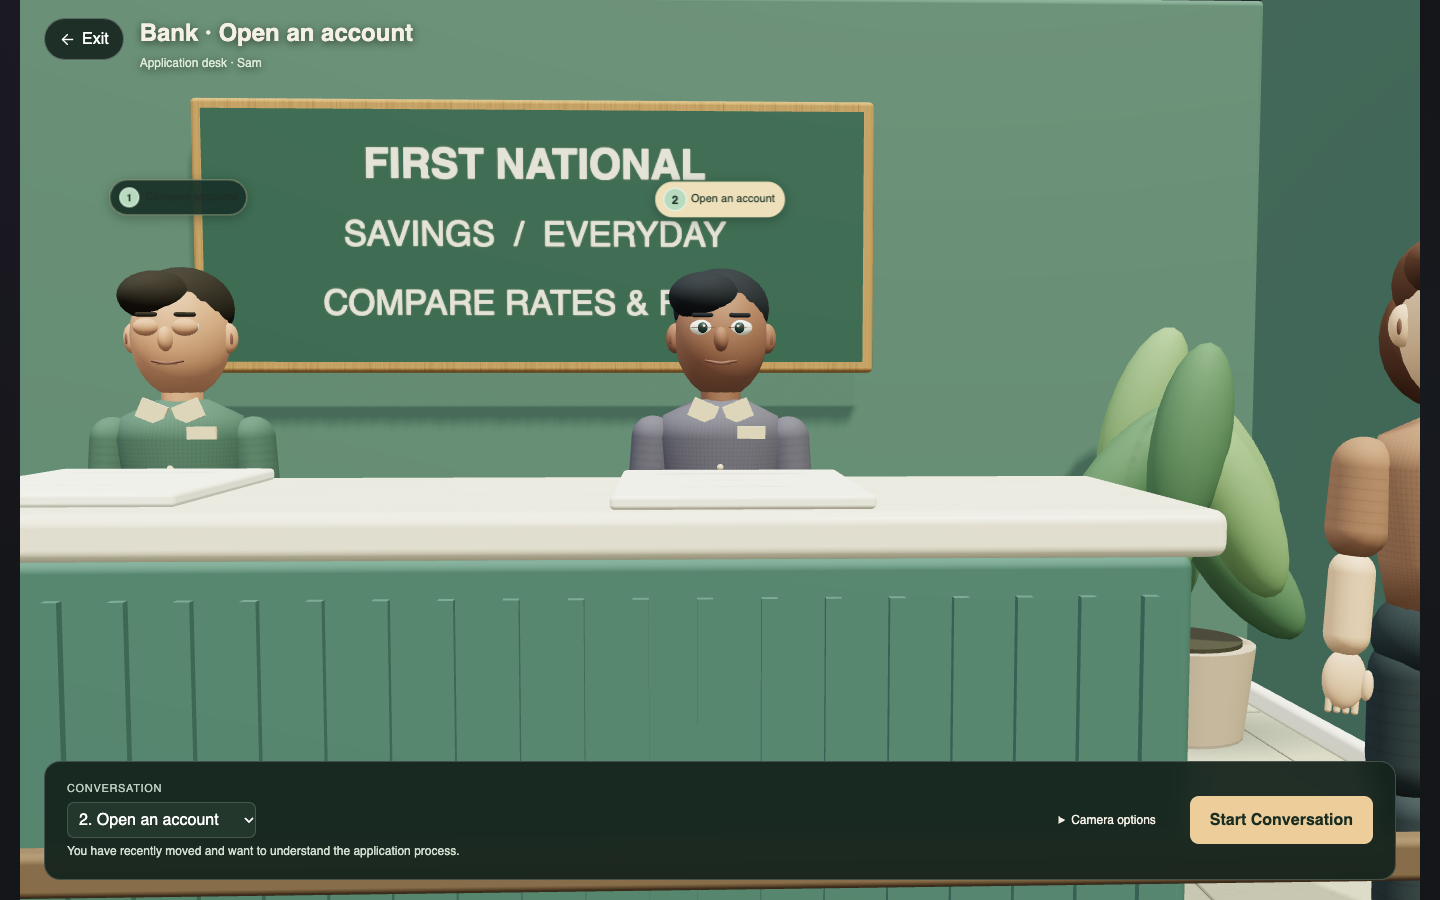 ← Exit
Bank · Open an account
Application desk · Sam
FIRST NATIONAL
1
2 Open an account
SAVINGS / EVERYDAY
COMPARE RATES &
CONVERSATION
2. Open an account
You have recently moved and want to understand the application process.
Camera options
Start Conversation